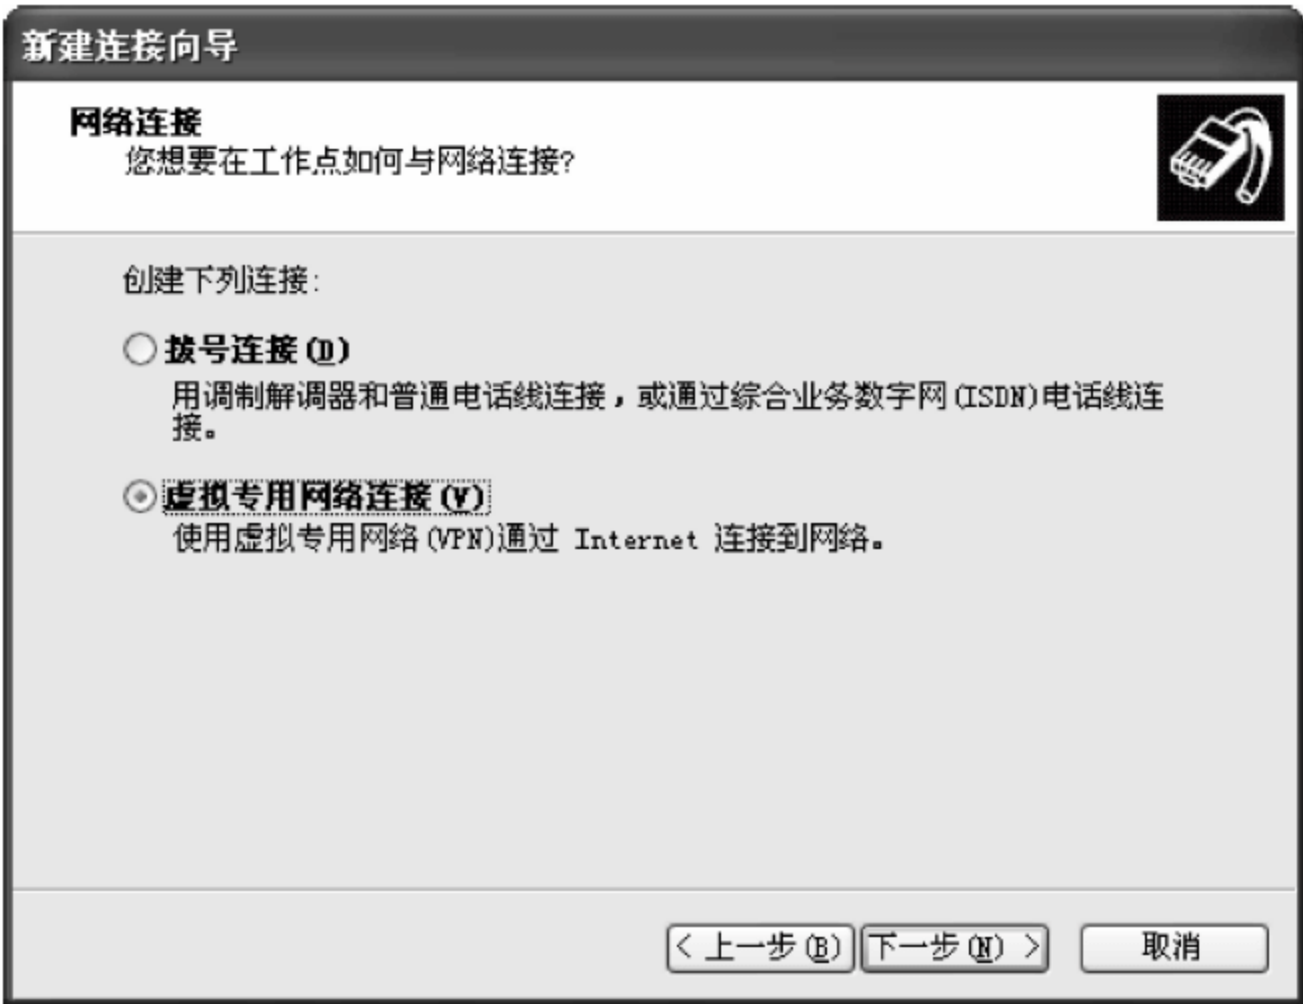 新建连接向导
网络连接
您想要在工作点如何与网络连接?
创建下列连接:
拨号连接(D)
用调制解调器和普通电话线连接，或通过综合业务数字网(ISDN)电话线连
接。
虚拟专用网络连接(V)
使用虚拟专用网络(VPN)通过 Internet 连接到网络。
< 上一步(B) 下一步(N) > 取消